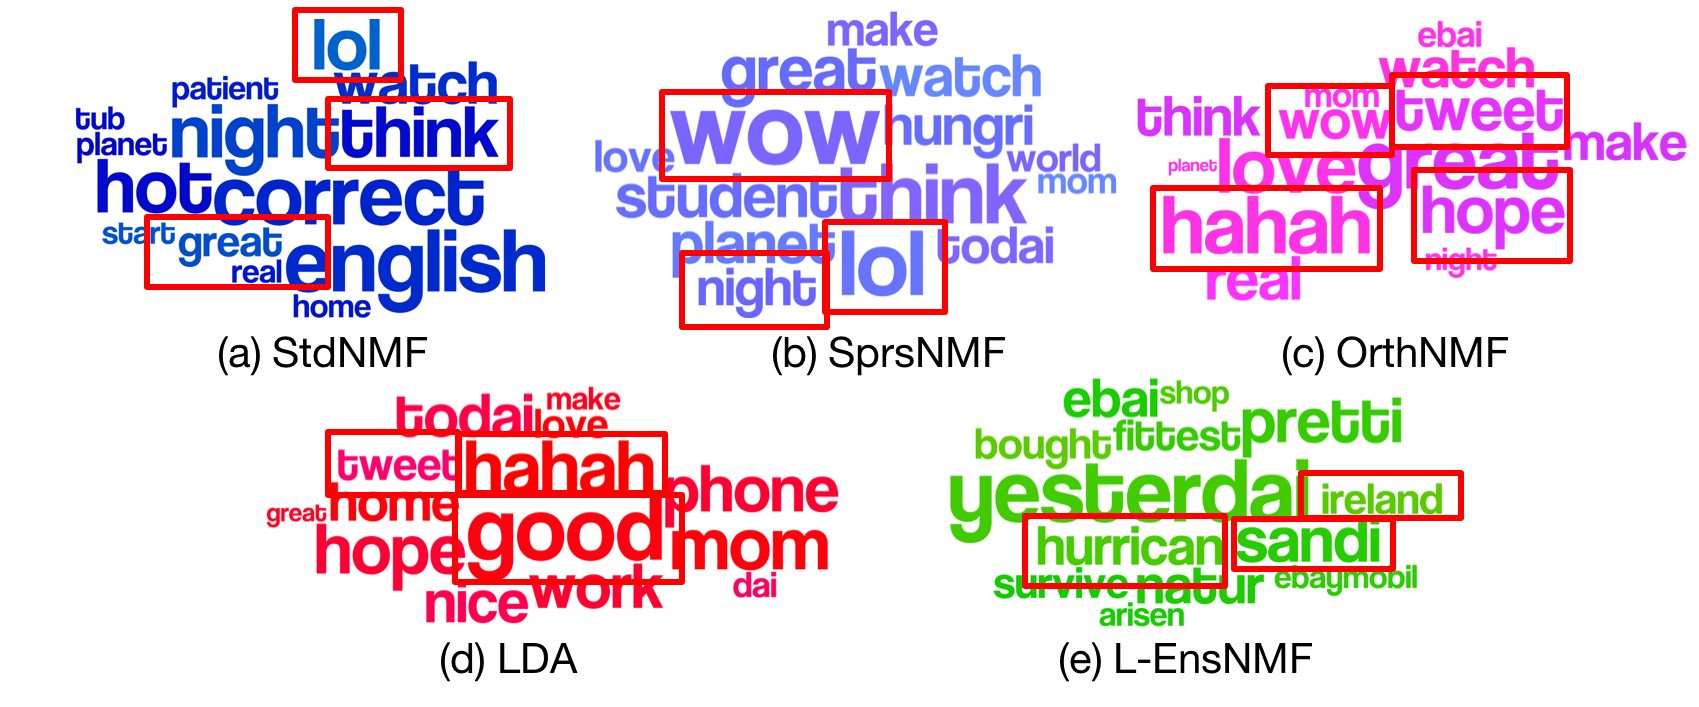 lol
watch
patient
tub
planet
night
think
hot
correct
start
great
real
english
home
(a) StdNMF
make
great
watch
wow
hungri
love
world
mom
student
think
planet
todai
night
lol
(b) SprsNMF
ebai
watch
mom
think
wow
tweet
make
planet
love
great
hahah
hope
night
real
(c) OrthNMF
make
todai
love
tweet
hahah
phone
great
home
good
hope
mom
work
dai
nice
(d) LDA
ebai
shop
pretti
bought
fittest
yesterdai
ireland
hurrican
sandi
survive
natur
ebaymobil
arisen
(e) L-EnsNMF